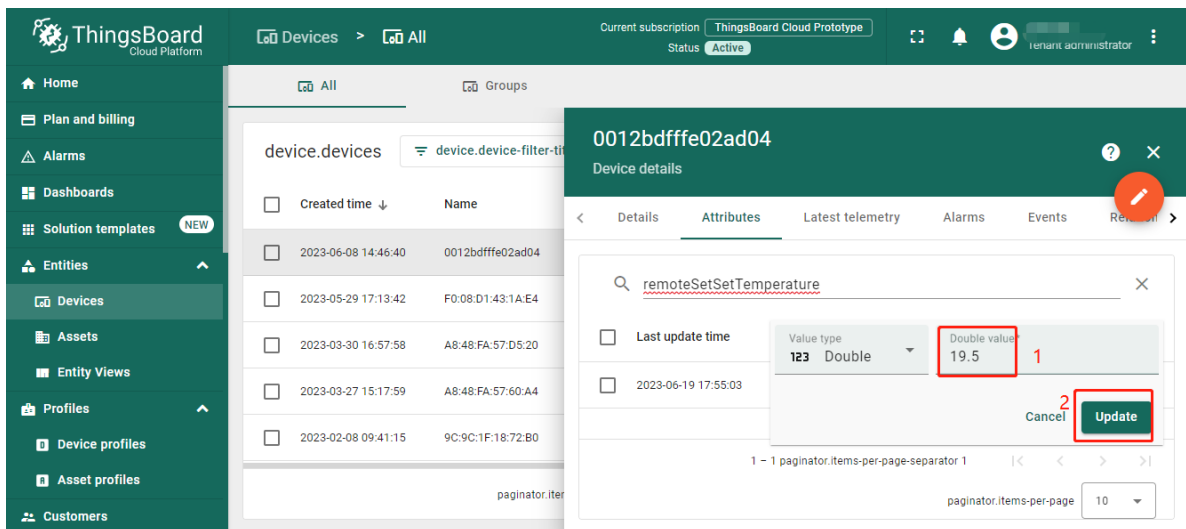 ThingsBoard
Cloud Platform
Devices > All
Current subscription ThingsBoard Cloud Prototype
Status Active
Tenant administrator
Home
Plan and billing
Alarms
Dashboards
Solution templates NEW
Entities
Devices
Assets
Entity Views
Profiles
Device profiles
Asset profiles
Customers
All Groups
device.devices device.device-filter-tit
Created time ↓ Name
2023-06-08 14:46:40 0012bdfffe02ad04
2023-05-29 17:13:42 F0:08:D1:43:1A:E4
2023-03-30 16:57:58 A8:48:FA:57:D5:20
2023-03-27 15:17:59 A8:48:FA:57:60:A4
2023-02-08 09:41:15 9C:9C:1F:18:72:B0
paginator.iter
0012bdfffe02ad04
Device details
Details Attributes Latest telemetry Alarms Events
remoteSetSetTemperature
Last update time
2023-06-19 17:55:03
Value type
123 Double
Double value*
19.5
1
2
Cancel Update
1 – 1 paginator.items-per-page-separator 1
paginator.items-per-page 10